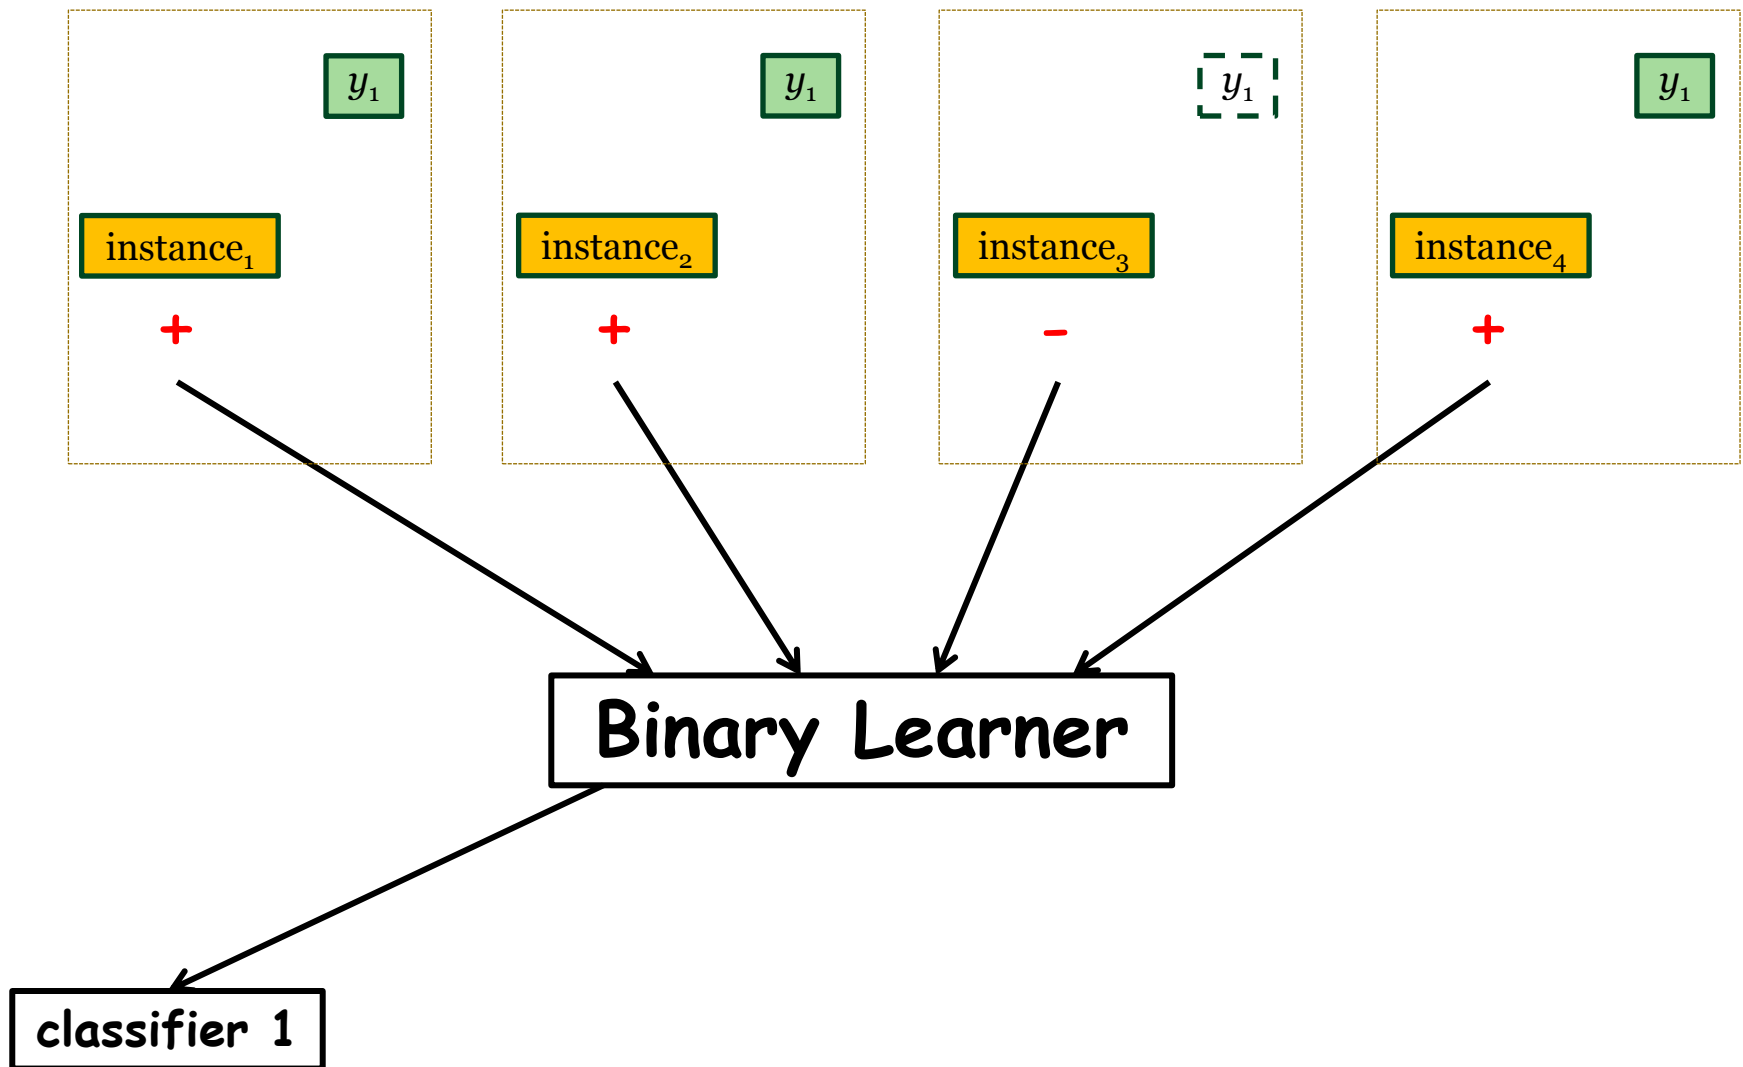 y₁ y₁ y₁ y₁
instance₁ instance₂ instance₃ instance₄
+ + - +
Binary Learner
classifier 1